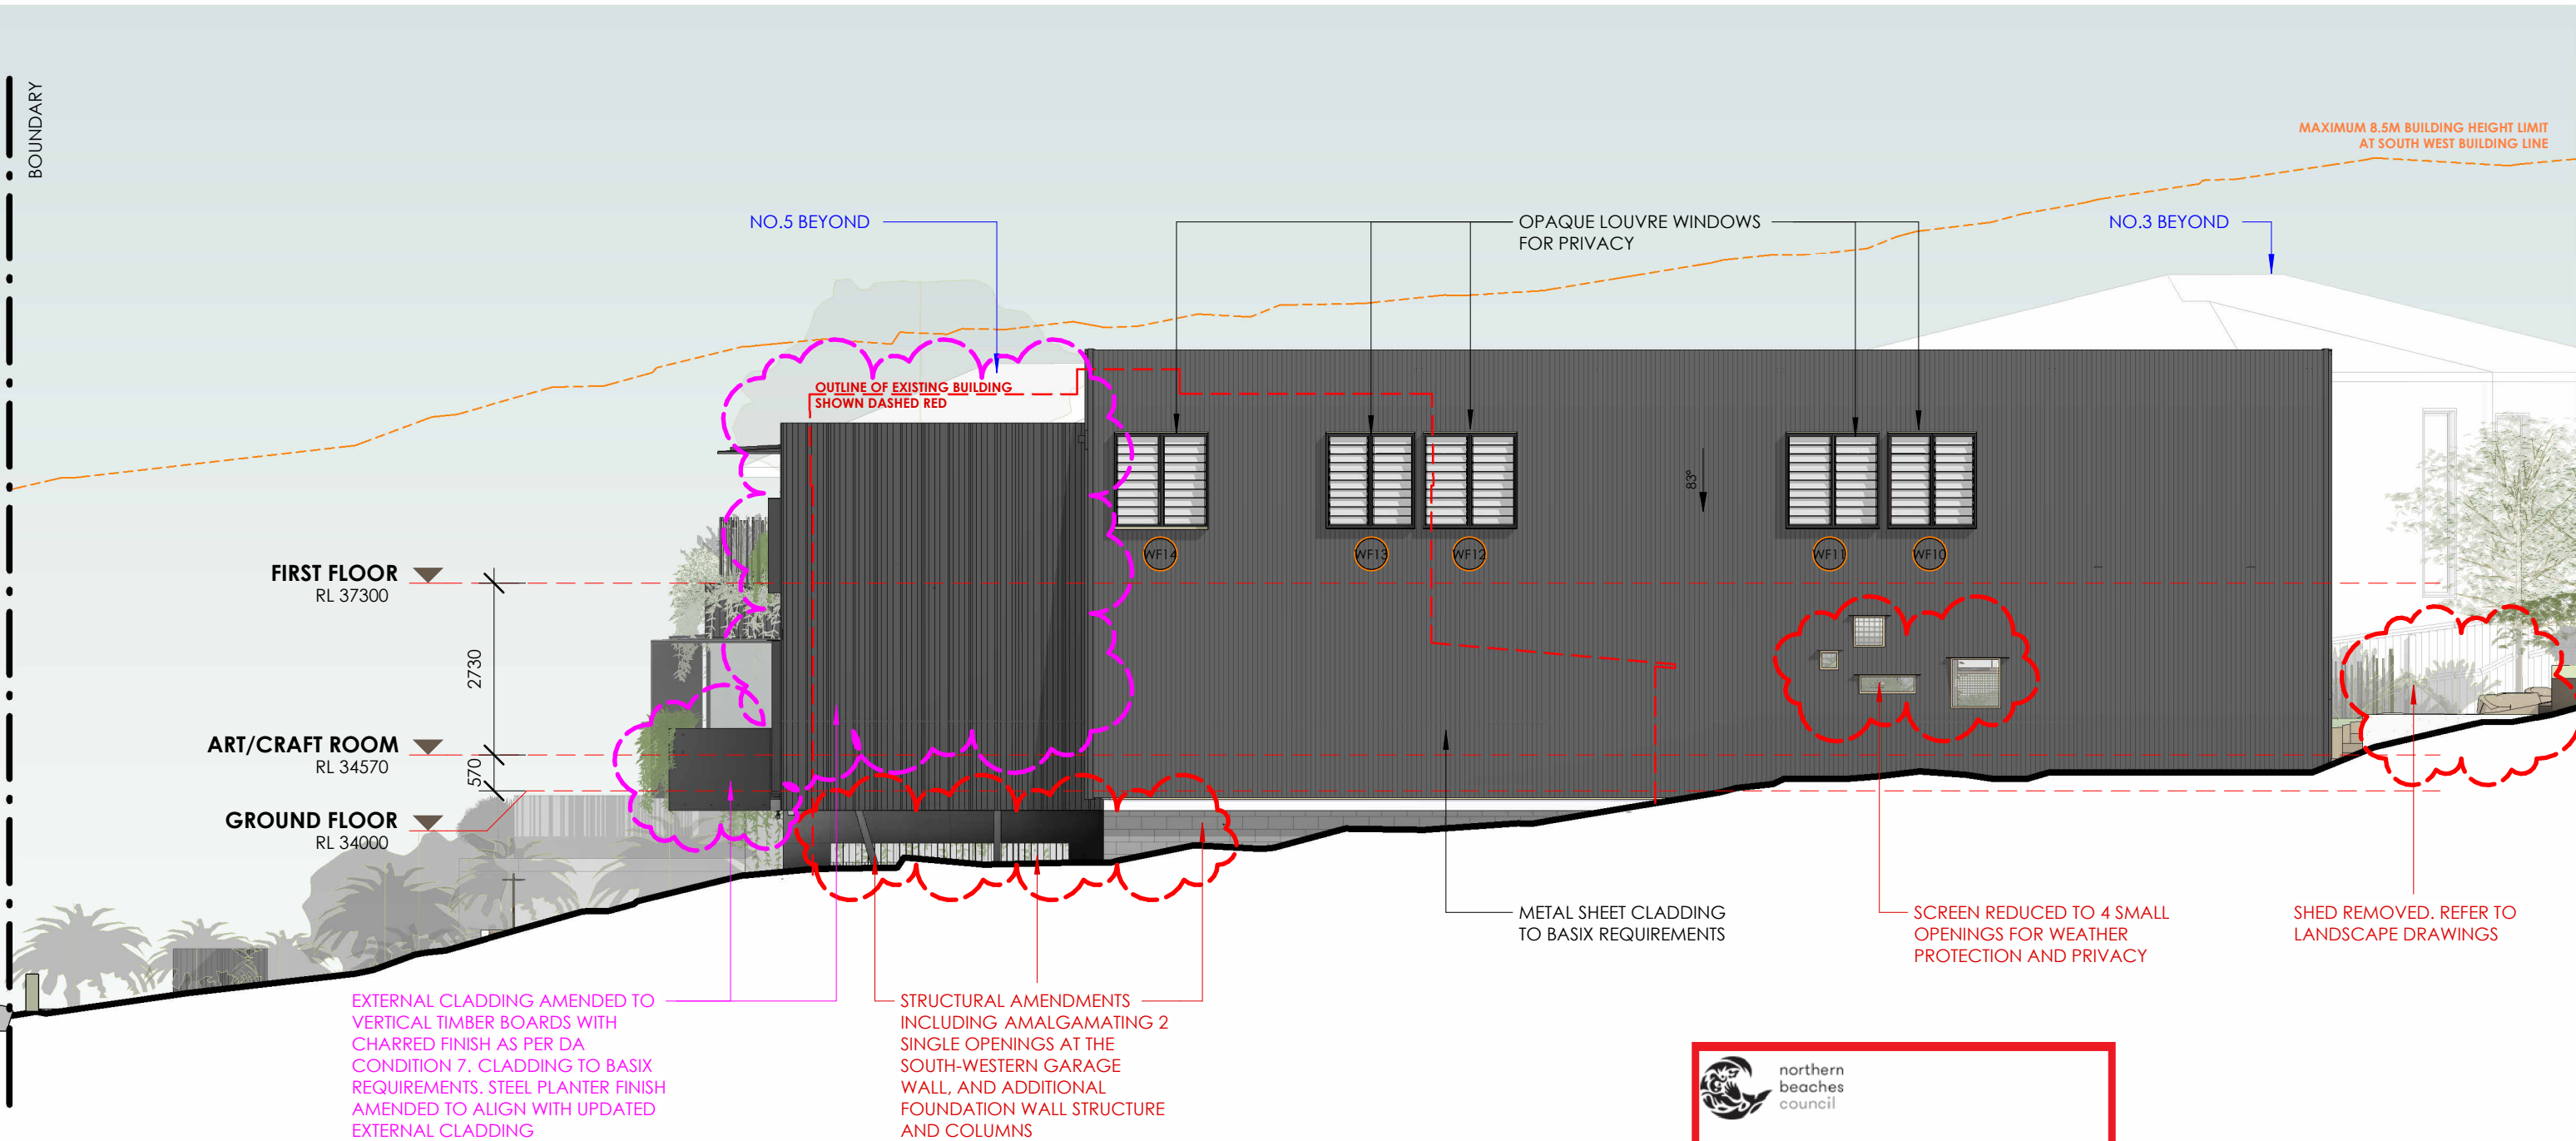 BOUNDARY
MAXIMUM 8.5M BUILDING HEIGHT LIMIT
AT SOUTH WEST BUILDING LINE
NO.5 BEYOND
OPAQUE LOUVRE WINDOWS
FOR PRIVACY
NO.3 BEYOND
OUTLINE OF EXISTING BUILDING
SHOWN DASHED RED
83°
WF14
WF13
WF12
WF11
WF10
FIRST FLOOR
RL 37300
2730
ART/CRAFT ROOM
RL 34570
570
GROUND FLOOR
RL 34000
METAL SHEET CLADDING
TO BASIX REQUIREMENTS
SCREEN REDUCED TO 4 SMALL
OPENINGS FOR WEATHER
PROTECTION AND PRIVACY
SHED REMOVED. REFER TO
LANDSCAPE DRAWINGS
EXTERNAL CLADDING AMENDED TO
VERTICAL TIMBER BOARDS WITH
CHARRED FINISH AS PER DA
CONDITION 7. CLADDING TO BASIX
REQUIREMENTS. STEEL PLANTER FINISH
AMENDED TO ALIGN WITH UPDATED
EXTERNAL CLADDING
STRUCTURAL AMENDMENTS
INCLUDING AMALGAMATING 2
SINGLE OPENINGS AT THE
SOUTH-WESTERN GARAGE
WALL, AND ADDITIONAL
FOUNDATION WALL STRUCTURE
AND COLUMNS
northern
beaches
council